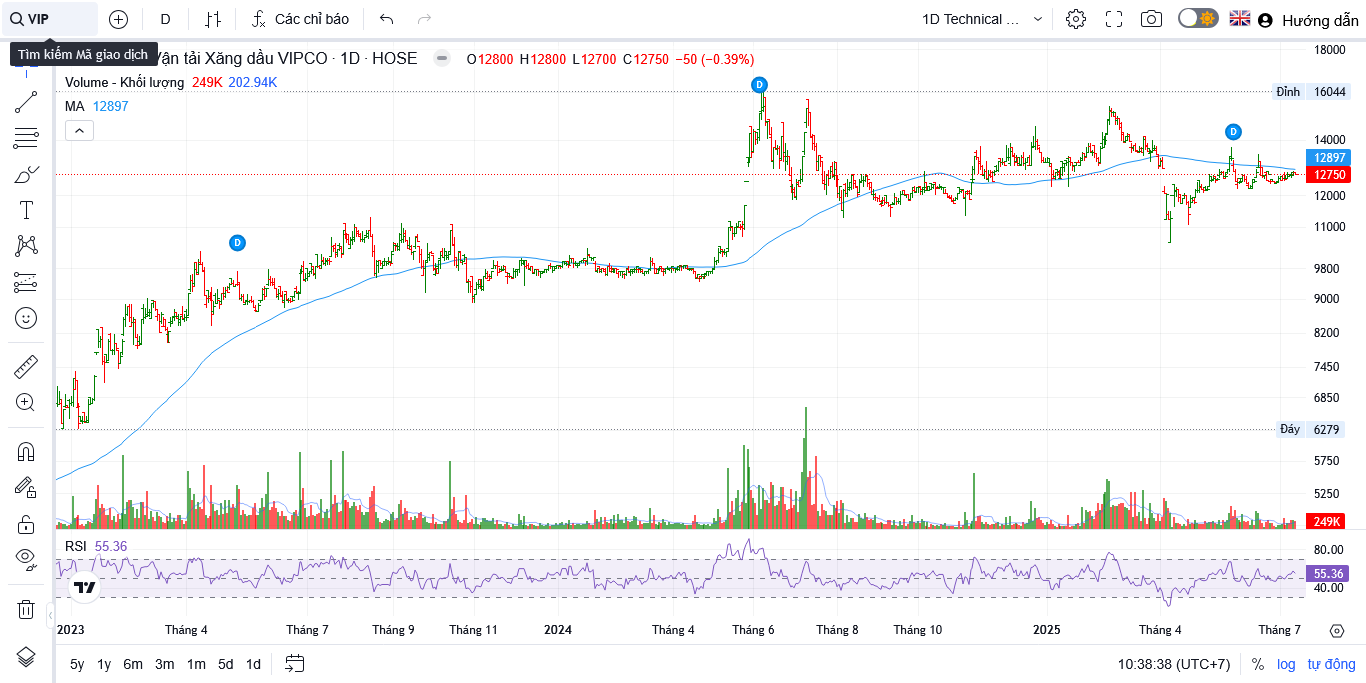 VIP D Các chỉ báo 1D Technical ... Hướng dẫn
Tìm kiếm Mã giao dịch
Vận tải Xăng dầu VIPCO · 1D · HOSE O12800 H12800 L12700 C12750 −50 (−0.39%)
Volume - Khối lượng 249K 202.94K
MA 12897
D
D
D
18000
Đỉnh 16044
14000
12897
12750
12000
11000
9800
9000
8200
7450
6850
Đáy 6279
5750
5250
249K
RSI 55.36
80.00
55.36
40.00
2023 Tháng 4 Tháng 7 Tháng 9 Tháng 11 2024 Tháng 4 Tháng 6 Tháng 8 Tháng 10 2025 Tháng 4 Tháng 7
5y 1y 6m 3m 1m 5d 1d 10:38:38 (UTC+7) % log tự động